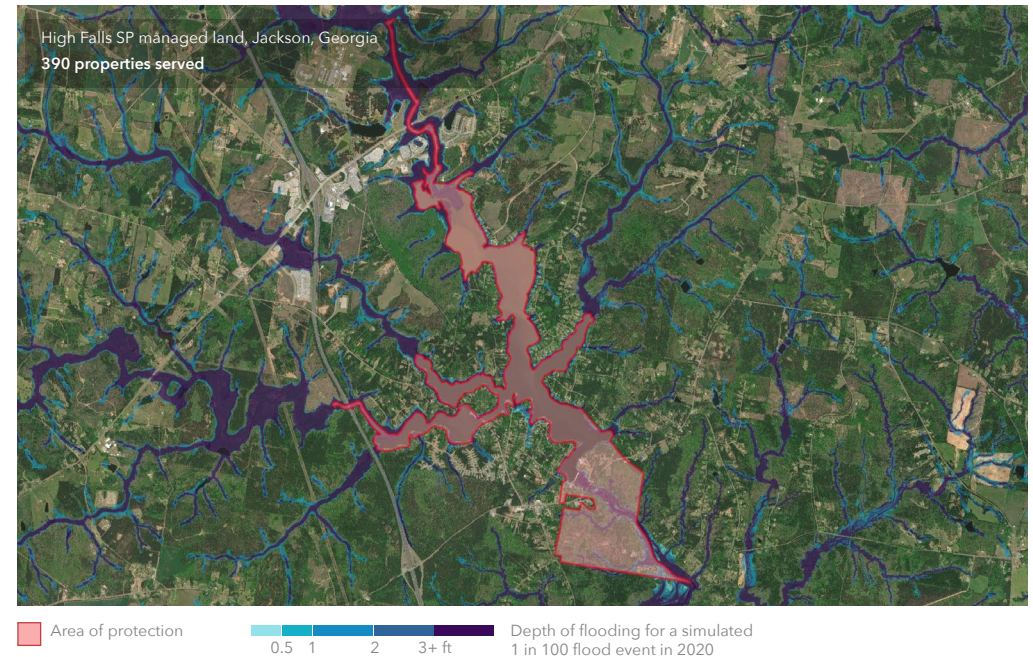 High Falls SP managed land, Jackson, Georgia
390 properties served
Area of protection
0.5 1 2 3+ ft
Depth of flooding for a simulated
1 in 100 flood event in 2020